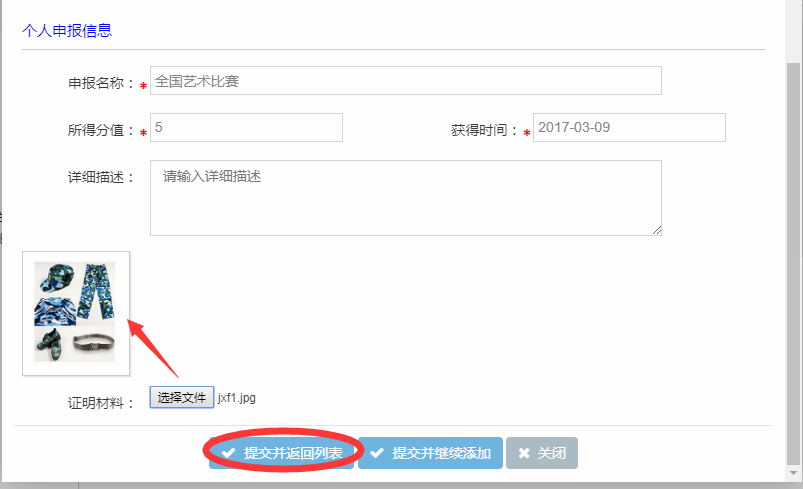 个人申报信息
申报名称： * 全国艺术比赛
所得分值： * 5 获得时间： * 2017-03-09
详细描述： 请输入详细描述
证明材料： 选择文件 jxf1.jpg
提交并返回列表 提交并继续添加 关闭